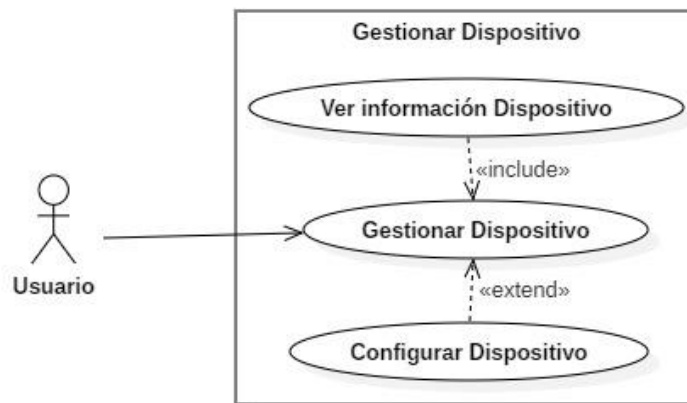 Gestionar Dispositivo
Ver información Dispositivo
«include»
Gestionar Dispositivo
Usuario
«extend»
Configurar Dispositivo